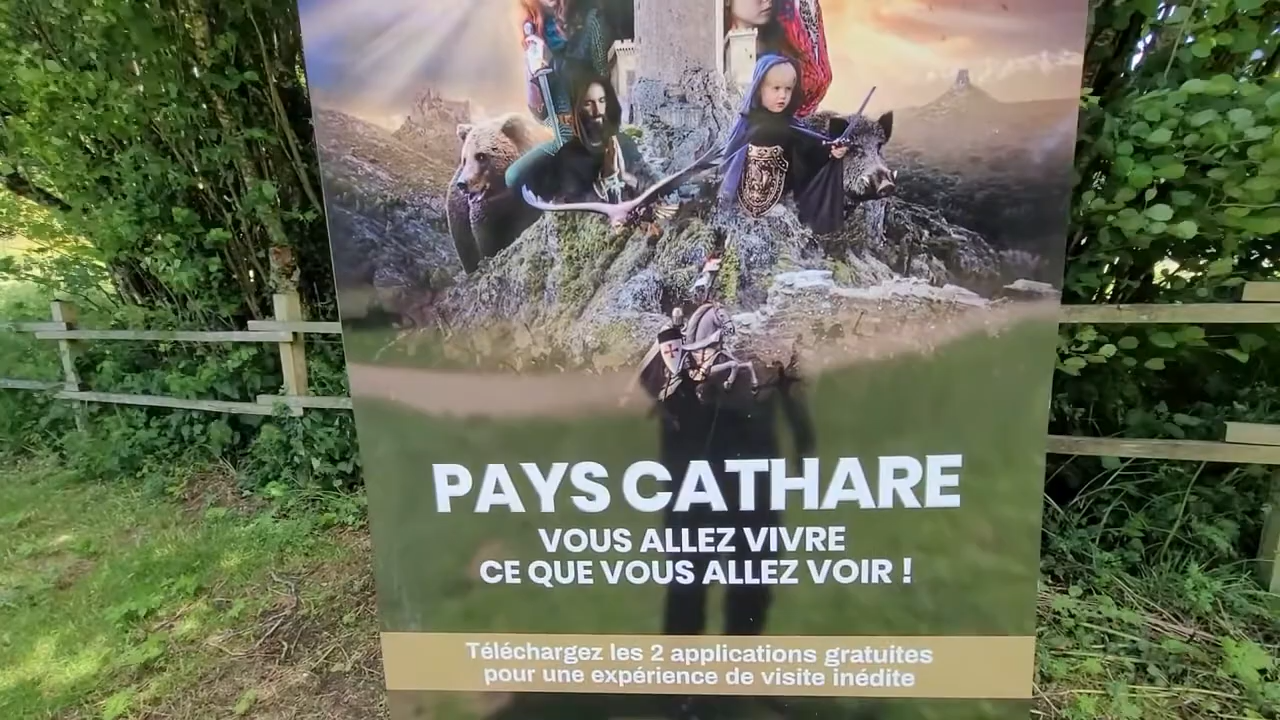 PAYS CATHARE
VOUS ALLEZ VIVRE
CE QUE VOUS ALLEZ VOIR !
Téléchargez les 2 applications gratuites
pour une expérience de visite inédite